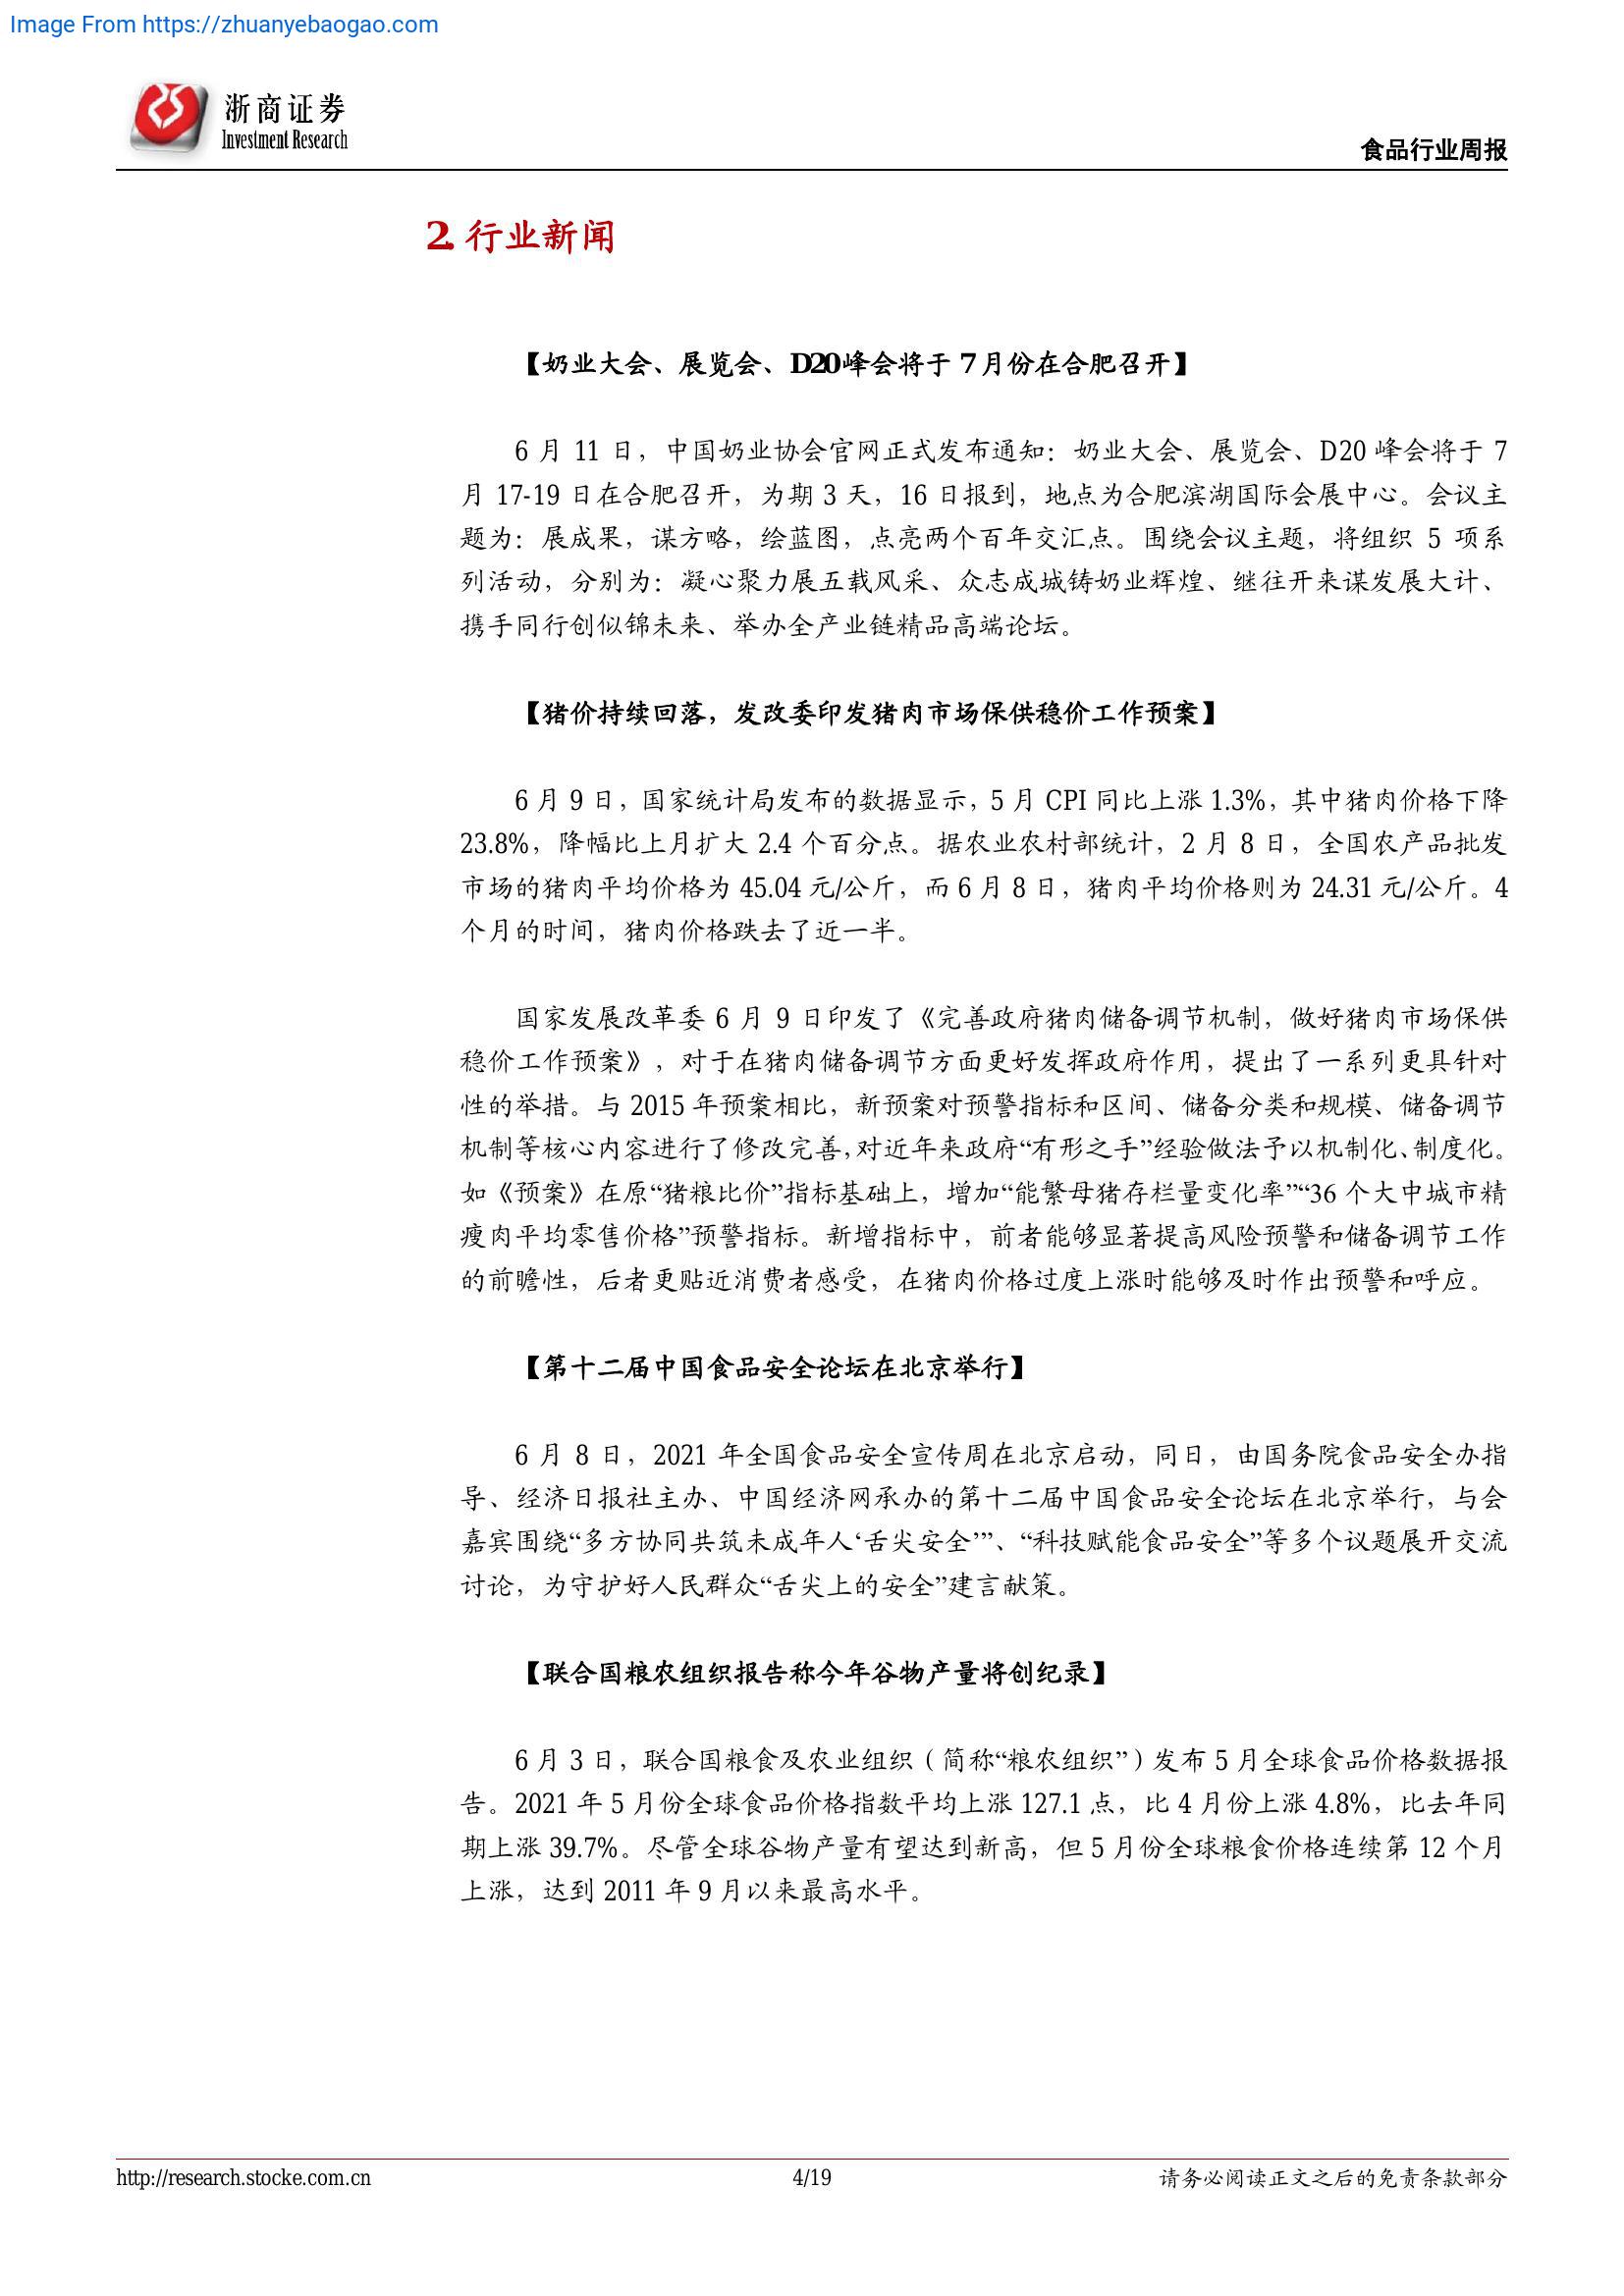 Image From https://zhuanyebaogao.com
浙商证券
Investment Research
食品行业周报
2. 行业新闻
【奶业大会、展览会、D20峰会将于 7 月份在合肥召开】
6 月 11 日，中国奶业协会官网正式发布通知：奶业大会、展览会、D20 峰会将于 7
月 17-19 日在合肥召开，为期 3 天，16 日报到，地点为合肥滨湖国际会展中心。会议主
题为：展成果，谋方略，绘蓝图，点亮两个百年交汇点。围绕会议主题，将组织 5 项系
列活动，分别为：凝心聚力展五载风采、众志成城铸奶业辉煌、继往开来谋发展大计、
携手同行创似锦未来、举办全产业链精品高端论坛。
【猪价持续回落，发改委印发猪肉市场保供稳价工作预案】
6 月 9 日，国家统计局发布的数据显示，5 月 CPI 同比上涨 1.3%，其中猪肉价格下降
23.8%，降幅比上月扩大 2.4 个百分点。据农业农村部统计，2 月 8 日，全国农产品批发
市场的猪肉平均价格为 45.04 元/公斤，而 6 月 8 日，猪肉平均价格则为 24.31 元/公斤。4
个月的时间，猪肉价格跌去了近一半。
国家发展改革委 6 月 9 日印发了《完善政府猪肉储备调节机制，做好猪肉市场保供
稳价工作预案》，对于在猪肉储备调节方面更好发挥政府作用，提出了一系列更具针对
性的举措。与 2015 年预案相比，新预案对预警指标和区间、储备分类和规模、储备调节
机制等核心内容进行了修改完善，对近年来政府“有形之手”经验做法予以机制化、制度化。
如《预案》在原“猪粮比价”指标基础上，增加“能繁母猪存栏量变化率”“36 个大中城市精
瘦肉平均零售价格”预警指标。新增指标中，前者能够显著提高风险预警和储备调节工作
的前瞻性，后者更贴近消费者感受，在猪肉价格过度上涨时能够及时作出预警和呼应。
【第十二届中国食品安全论坛在北京举行】
6 月 8 日，2021 年全国食品安全宣传周在北京启动，同日，由国务院食品安全办指
导、经济日报社主办、中国经济网承办的第十二届中国食品安全论坛在北京举行，与会
嘉宾围绕“多方协同共筑未成年人‘舌尖安全’”、“科技赋能食品安全”等多个议题展开交流
讨论，为守护好人民群众“舌尖上的安全”建言献策。
【联合国粮农组织报告称今年谷物产量将创纪录】
6 月 3 日，联合国粮食及农业组织（简称“粮农组织”）发布 5 月全球食品价格数据报
告。2021 年 5 月份全球食品价格指数平均上涨 127.1 点，比 4 月份上涨 4.8%，比去年同
期上涨 39.7%。尽管全球谷物产量有望达到新高，但 5 月份全球粮食价格连续第 12 个月
上涨，达到 2011 年 9 月以来最高水平。
http://research.stocke.com.cn
4/19
请务必阅读正文之后的免责条款部分